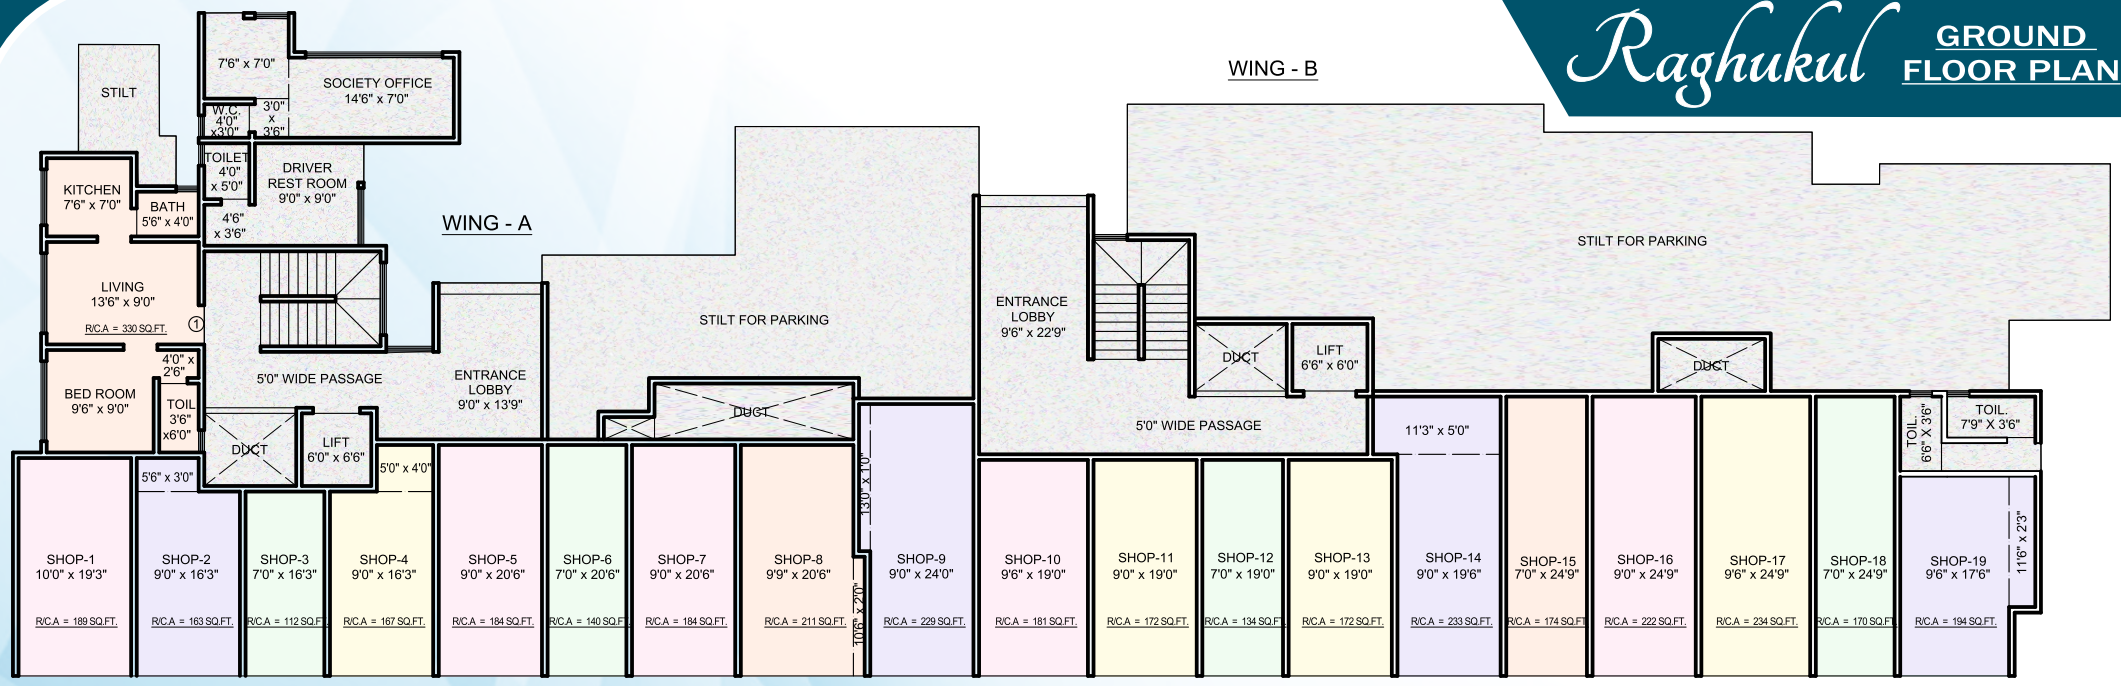 Raghukul
GROUND
FLOOR PLAN
WING - B
WING - A
STILT
7'6" x 7'0"
SOCIETY OFFICE
14'6" x 7'0"
W.C.
4'0"
x3'0"
3'0"
x
3'6"
TOILET
4'0"
x 5'0"
DRIVER
REST ROOM
9'0" x 9'0"
4'6"
x 3'6"
KITCHEN
7'6" x 7'0"
BATH
5'6" x 4'0"
LIVING
13'6" x 9'0"
R/C.A = 330 SQ.FT.
1
4'0" x
2'6"
BED ROOM
9'6" x 9'0"
TOIL
3'6"
x6'0"
5'0" WIDE PASSAGE
DUCT
LIFT
6'0" x 6'6"
ENTRANCE
LOBBY
9'0" x 13'9"
STILT FOR PARKING
DUCT
ENTRANCE
LOBBY
9'6" x 22'9"
5'0" WIDE PASSAGE
DUCT
LIFT
6'6" x 6'0"
STILT FOR PARKING
DUCT
TOIL.
6'6" X 3'6"
TOIL.
7'9" X 3'6"
SHOP-1
10'0" x 19'3"
R/C.A = 189 SQ.FT.
5'6" x 3'0"
SHOP-2
9'0" x 16'3"
R/C.A = 163 SQ.FT.
SHOP-3
7'0" x 16'3"
R/C.A = 112 SQ.FT.
5'0" x 4'0"
SHOP-4
9'0" x 16'3"
R/C.A = 167 SQ.FT.
SHOP-5
9'0" x 20'6"
R/C.A = 184 SQ.FT.
SHOP-6
7'0" x 20'6"
R/C.A = 140 SQ.FT.
SHOP-7
9'0" x 20'6"
R/C.A = 184 SQ.FT.
SHOP-8
9'9" x 20'6"
R/C.A = 211 SQ.FT.
10'6" x 2'0"
13'0" x 1'0"
SHOP-9
9'0" x 24'0"
R/C.A = 229 SQ.FT.
SHOP-10
9'6" x 19'0"
R/C.A = 181 SQ.FT.
SHOP-11
9'0" x 19'0"
R/C.A = 172 SQ.FT.
SHOP-12
7'0" x 19'0"
R/C.A = 134 SQ.FT.
SHOP-13
9'0" x 19'0"
R/C.A = 172 SQ.FT.
11'3" x 5'0"
SHOP-14
9'0" x 19'6"
R/C.A = 233 SQ.FT.
SHOP-15
7'0" x 24'9"
R/C.A = 174 SQ.FT.
SHOP-16
9'0" x 24'9"
R/C.A = 222 SQ.FT.
SHOP-17
9'6" x 24'9"
R/C.A = 234 SQ.FT.
SHOP-18
7'0" x 24'9"
R/C.A = 170 SQ.FT.
SHOP-19
9'6" x 17'6"
R/C.A = 194 SQ.FT.
11'6" x 2'3"